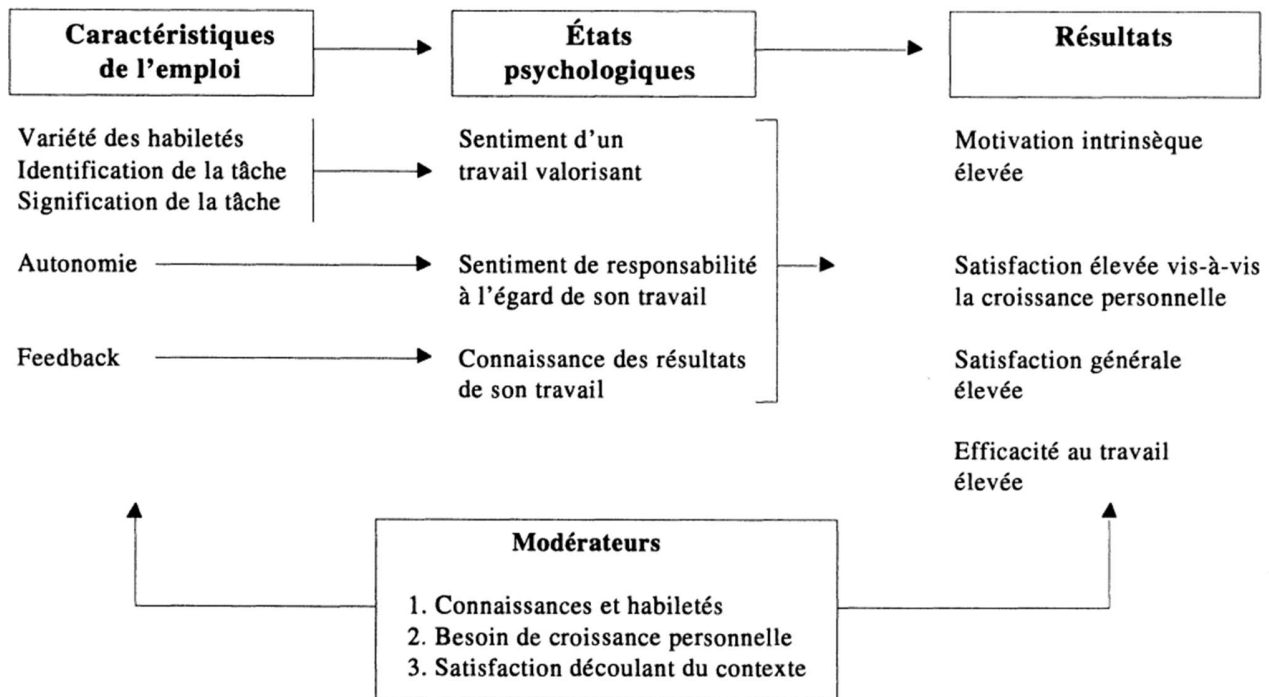 Caractéristiques
de l'emploi
États
psychologiques
Résultats
Variété des habiletés
Identification de la tâche
Signification de la tâche
Sentiment d'un
travail valorisant
Motivation intrinsèque
élevée
Autonomie
Sentiment de responsabilité
à l'égard de son travail
Satisfaction élevée vis-à-vis
la croissance personnelle
Feedback
Connaissance des résultats
de son travail
Satisfaction générale
élevée
Efficacité au travail
élevée
Modérateurs
1. Connaissances et habiletés
2. Besoin de croissance personnelle
3. Satisfaction découlant du contexte